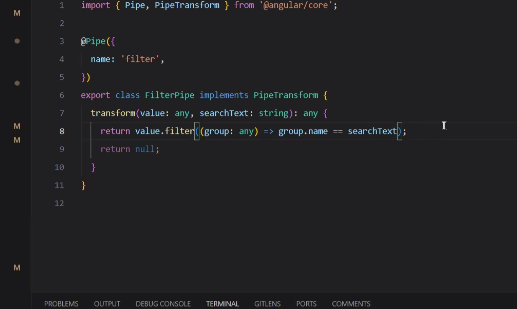 M
1 import { Pipe, PipeTransform } from '@angular/core';
2
3 @Pipe({
4 name: 'filter',
5 })
M
6 export class FilterPipe implements PipeTransform {
7 transform(value: any, searchText: string): any {
M
8 return value.filter((group: any) => group.name == searchText);
M
9 return null;
10 }
11 }
12
M
PROBLEMS OUTPUT DEBUG CONSOLE TERMINAL GITLENS PORTS COMMENTS